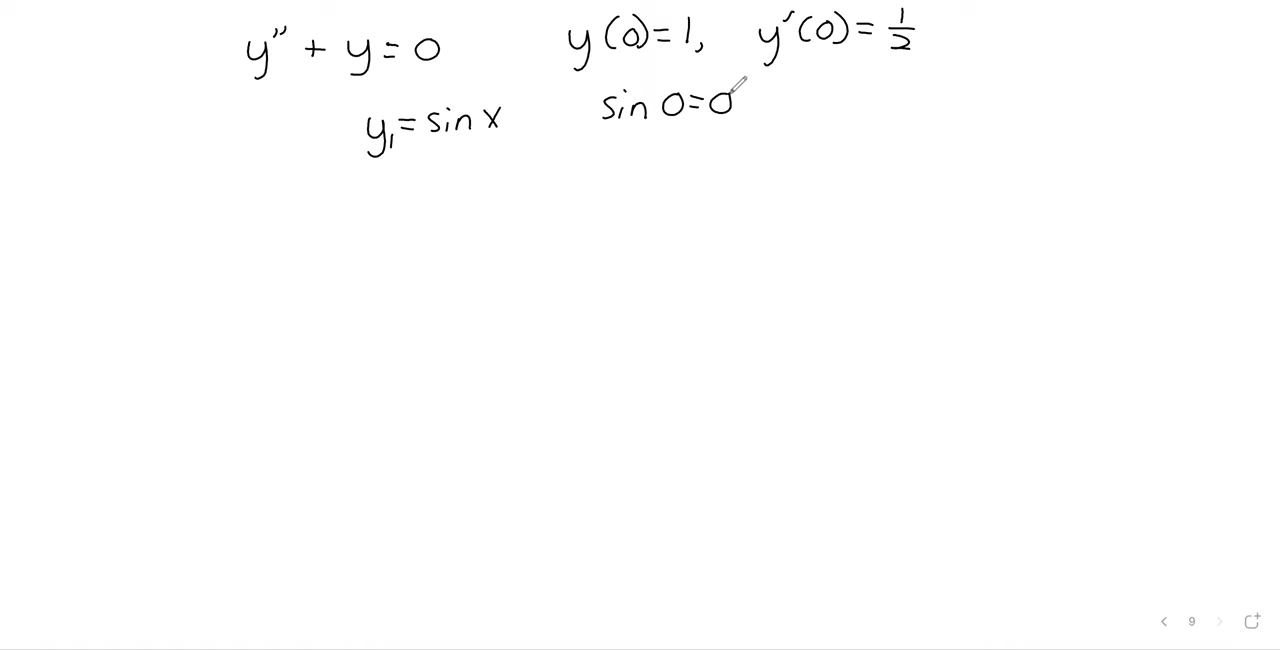 y'' + y = 0 y(0) = 1, y'(0) = 1/2
y₁ = sin x sin 0 = 0
9